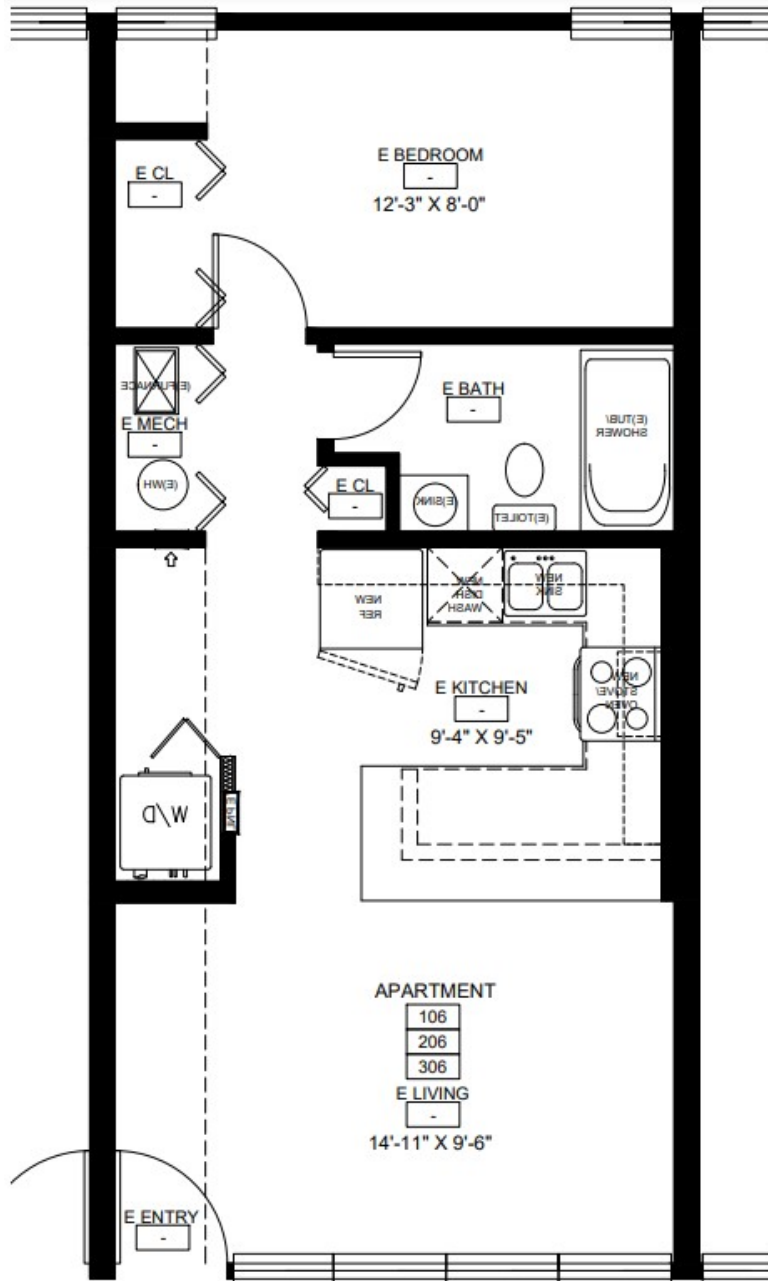 E BEDROOM
-
12'-3" X 8'-0"
E CL
-
(E)FURNACE
E MECH
-
(E)WH
E BATH
-
(E)TUB/
SHOWER
E CL
-
(E)SINK
(E)TOILET
NEW
REF
NEW
DISH
WASH
NEW
SINK
NEW
STOVE/
OVEN
E KITCHEN
-
9'-4" X 9'-5"
W/D
E PNL
APARTMENT
106
206
306
E LIVING
-
14'-11" X 9'-6"
E ENTRY
-